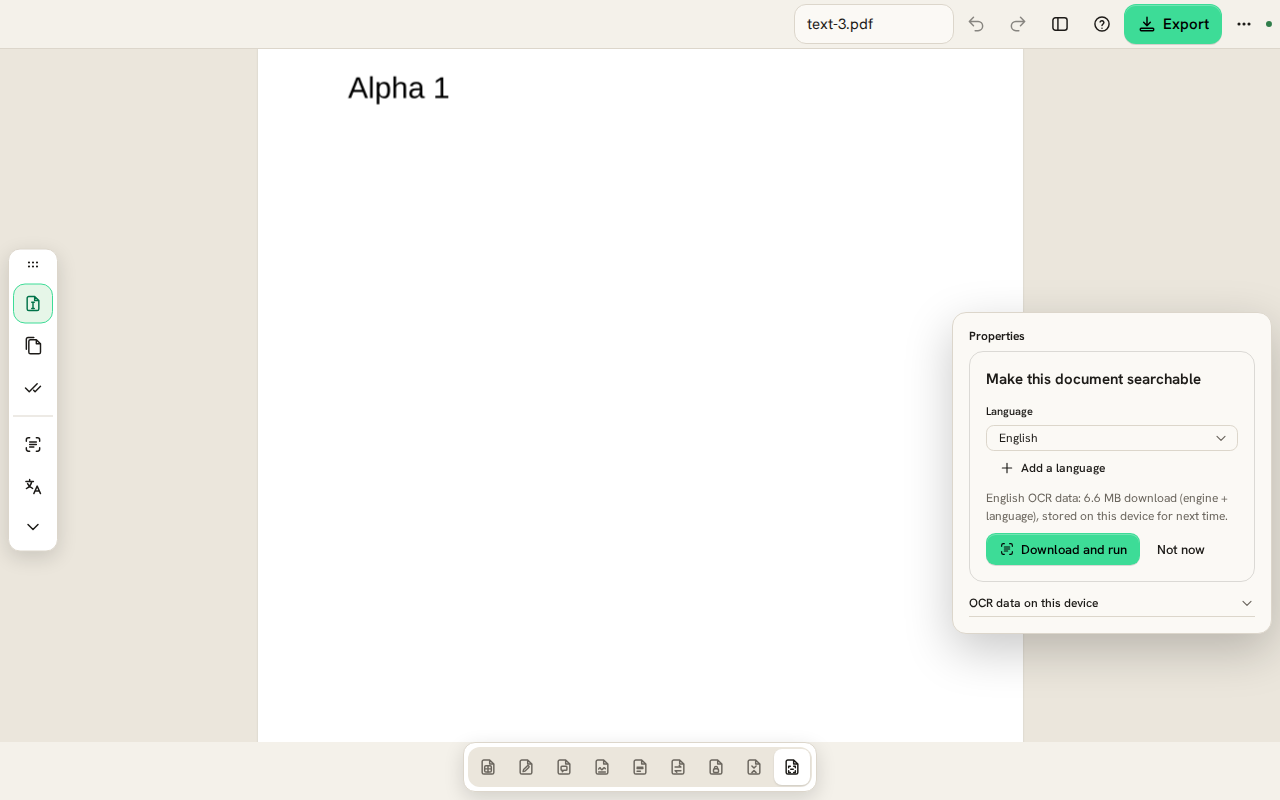 text-3.pdf
Export
Alpha 1
Properties
Make this document searchable
Language
English
Add a language
English OCR data: 6.6 MB download (engine +
language), stored on this device for next time.
Download and run
Not now
OCR data on this device